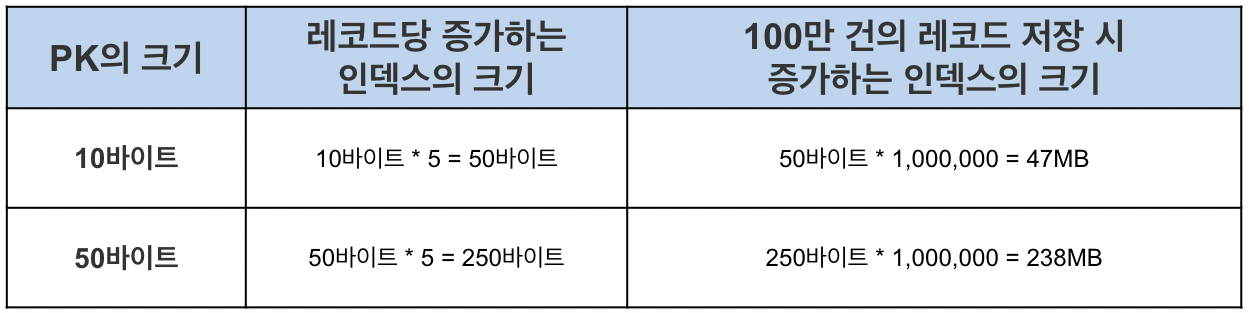 PK의 크기
레코드당 증가하는
인덱스의 크기
100만 건의 레코드 저장 시
증가하는 인덱스의 크기
10바이트
10바이트 * 5 = 50바이트
50바이트 * 1,000,000 = 47MB
50바이트
50바이트 * 5 = 250바이트
250바이트 * 1,000,000 = 238MB